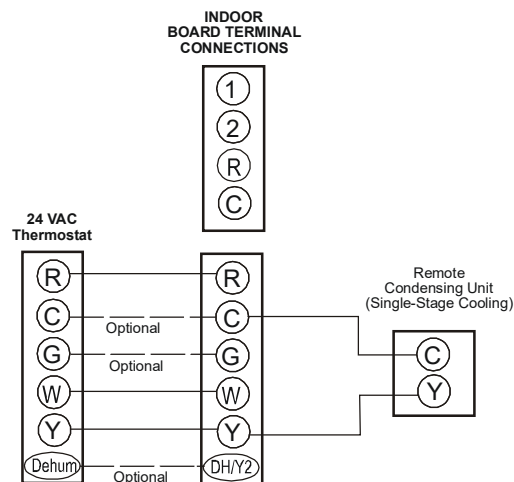 INDOOR
BOARD TERMINAL
CONNECTIONS
1
2
R
C
24 VAC
Thermostat
R
R
C
Optional
C
G
Optional
G
W
W
Y
Y
Dehum
Optional
DH/Y2
Remote
Condensing Unit
(Single-Stage Cooling)
C
Y